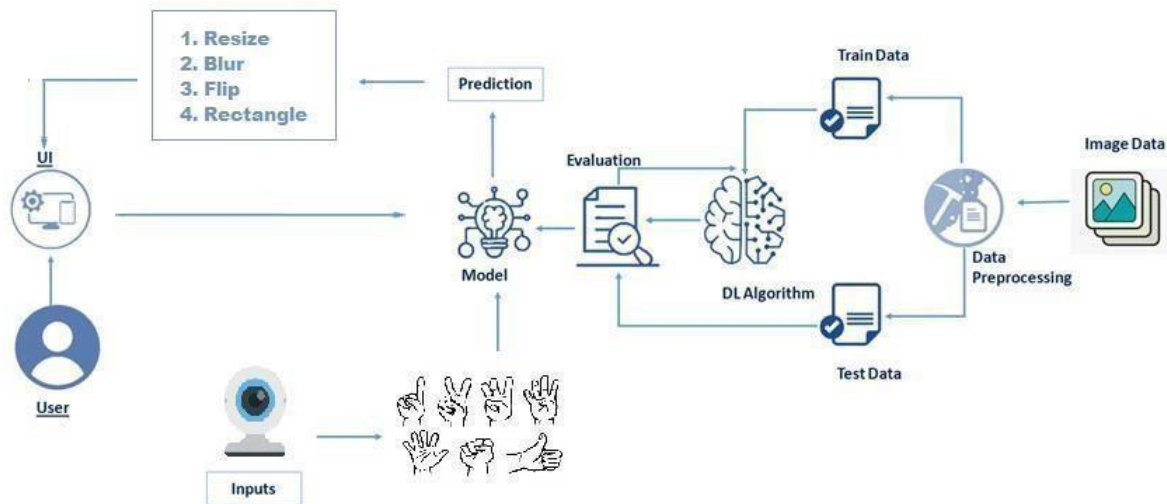 1. Resize
2. Blur
3. Flip
4. Rectangle
Prediction
Train Data
Image Data
UI
Evaluation
Model
DL Algorithm
Data
Preprocessing
Test Data
User
Inputs